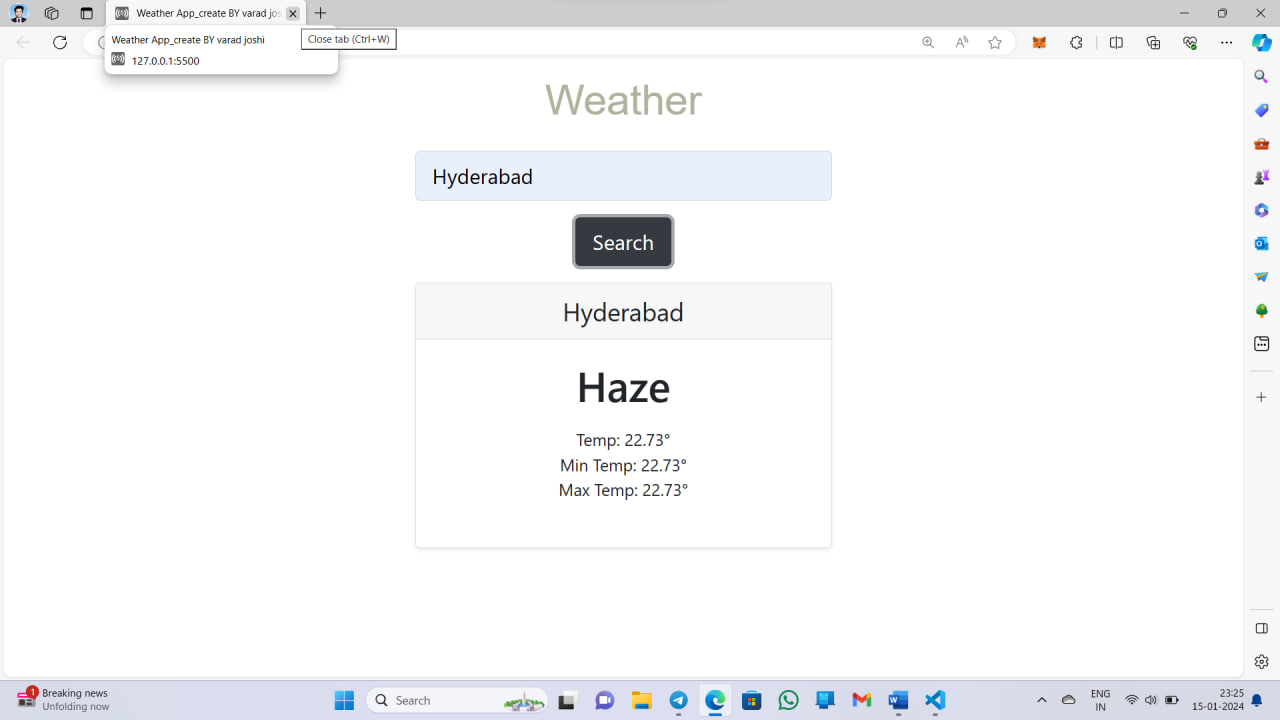 Weather App_create BY varad jos
Weather App_create BY varad joshi
Close tab (Ctrl+W)
127.0.0.1:5500
Weather
Hyderabad
Search
Hyderabad
Haze
Temp: 22.73°
Min Temp: 22.73°
Max Temp: 22.73°
1
Breaking news
Unfolding now
Search
ENG
IN
23:25
15-01-2024